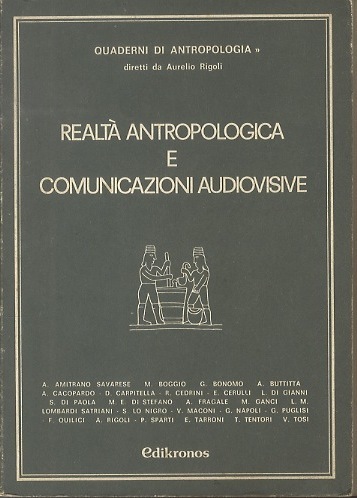 QUADERNI DI ANTROPOLOGIA »
diretti da Aurelio Rigoli
REALTÀ ANTROPOLOGICA
E
COMUNICAZIONI AUDIOVISIVE
A. AMITRANO SAVARESE - M. BOGGIO - G. BONOMO - A. BUTTITTA
A. CACOPARDO - D. CARPITELLA - R. CEDRINI - E. CERULLI - L. DI GIANNI
S. DI PAOLA - M. E. DI STEFANO - A. FRAGALE - M. GANCI - L. M.
LOMBARDI SATRIANI - S. LO NIGRO - V. MACONI - G. NAPOLI - G. PUGLISI
- F. QUILICI - A. RIGOLI - P. SPARTI - E. TARRONI - T. TENTORI - V. TOSI
edikronos